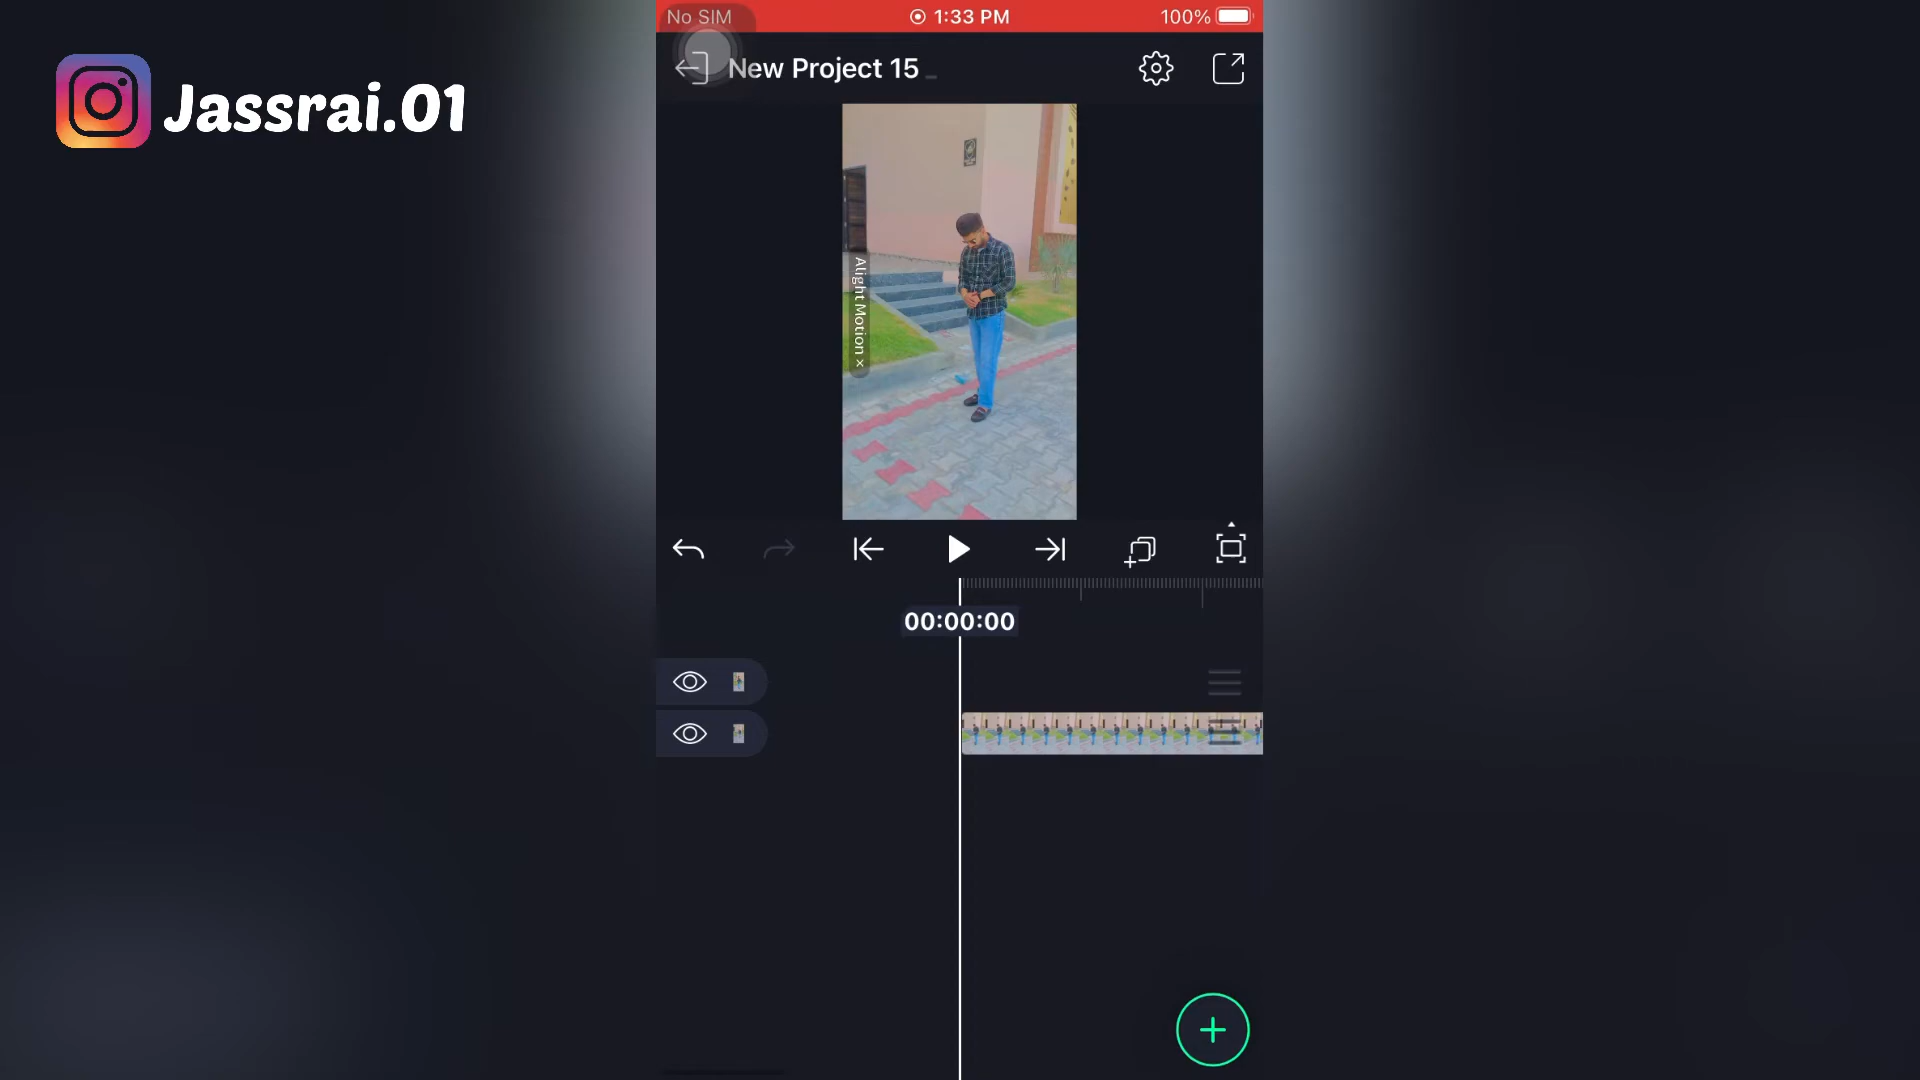 Jassrai.01
No SIM
1:33 PM
100%
New Project 15
Alight Motion ×
00:00:00